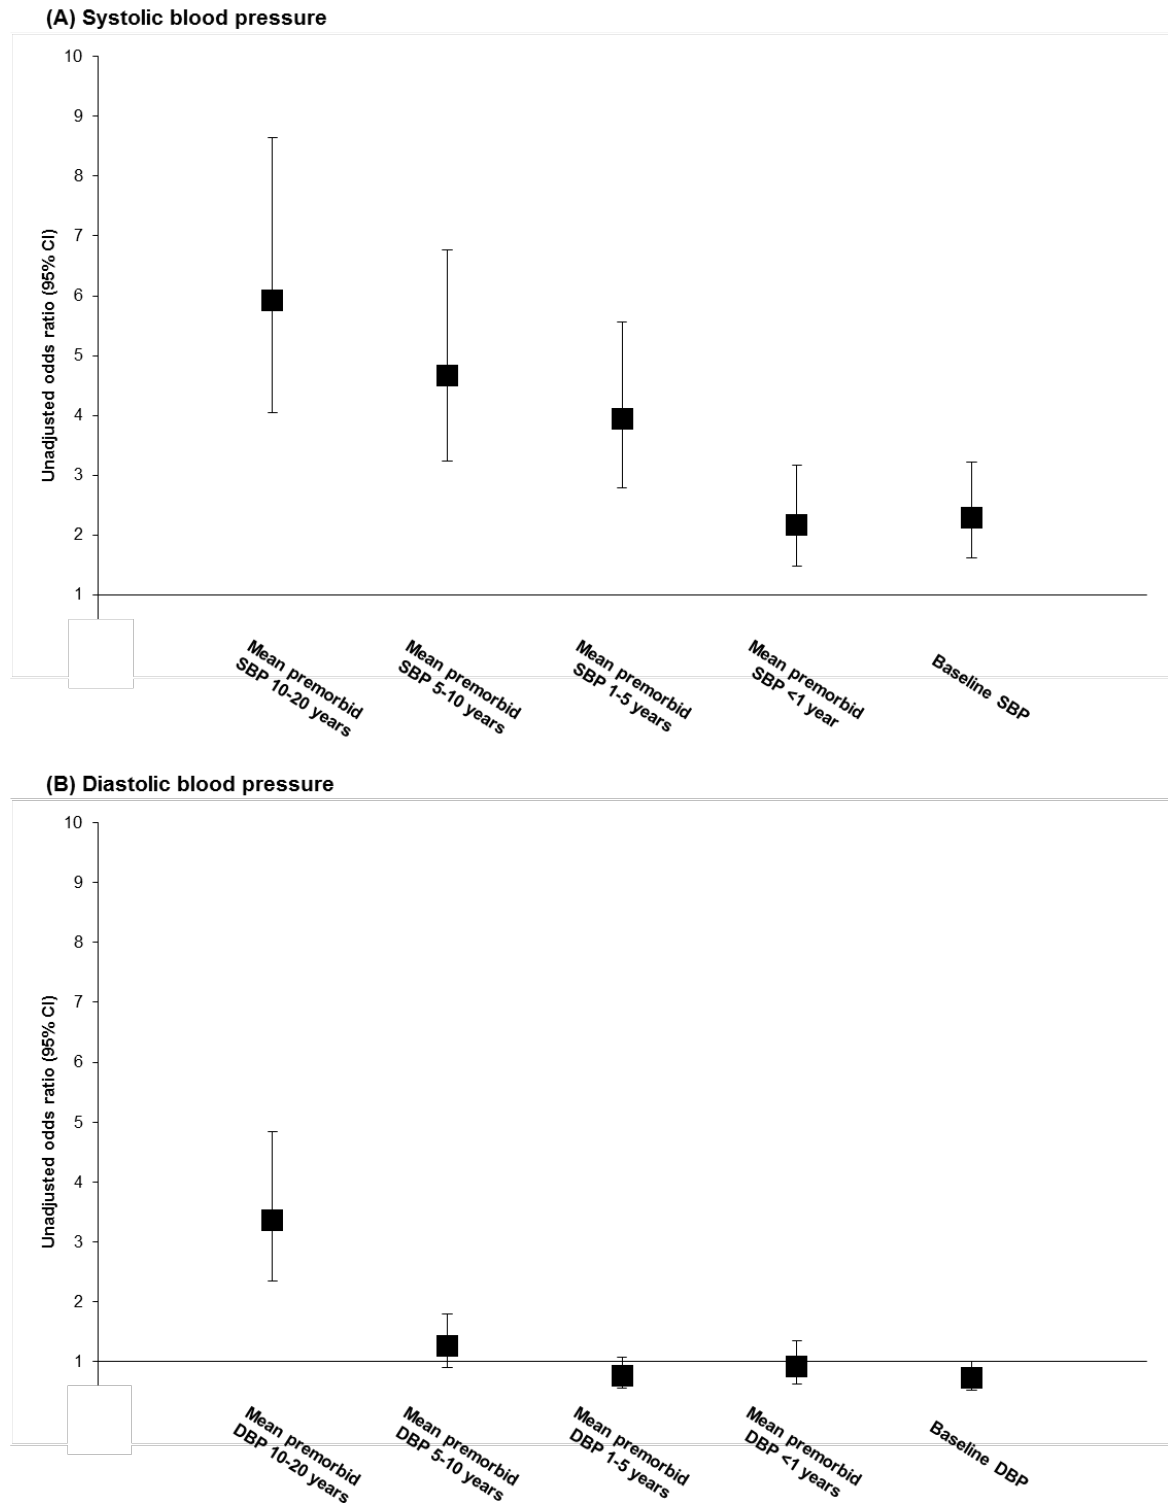 (A) Systolic blood pressure
10
9
8
7
6
5
4
3
2
1
Unadjusted odds ratio (95% CI)
Mean premorbid
SBP 10-20 years
Mean premorbid
SBP 5-10 years
Mean premorbid
SBP 1-5 years
Mean premorbid
SBP <1 year
Baseline SBP
(B) Diastolic blood pressure
10
9
8
7
6
5
4
3
2
1
Unadjusted odds ratio (95% CI)
Mean premorbid
DBP 10-20 years
Mean premorbid
DBP 5-10 years
Mean premorbid
DBP 1-5 years
Mean premorbid
DBP <1 years
Baseline DBP